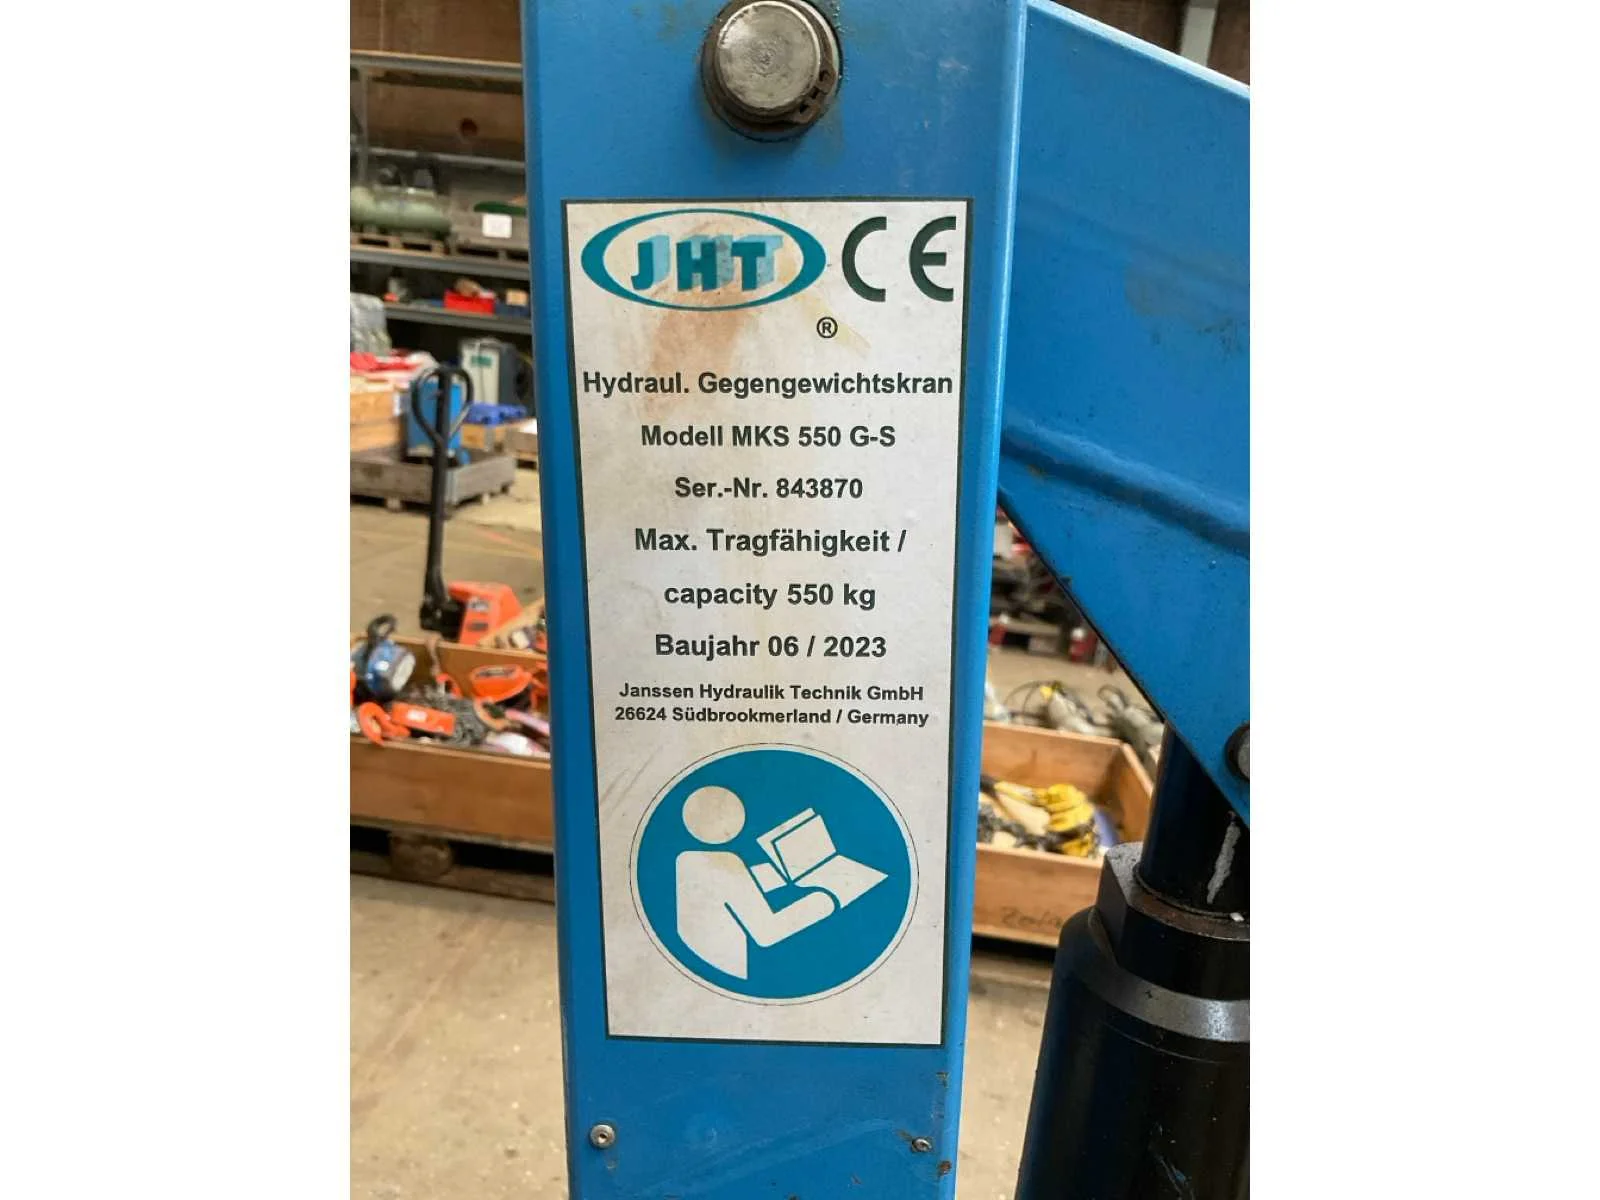 JHT CE
®
Hydraul. Gegengewichtskran
Modell MKS 550 G-S
Ser.-Nr. 843870
Max. Tragfähigkeit /
capacity 550 kg
Baujahr 06 / 2023
Janssen Hydraulik Technik GmbH
26624 Südbrookmerland / Germany